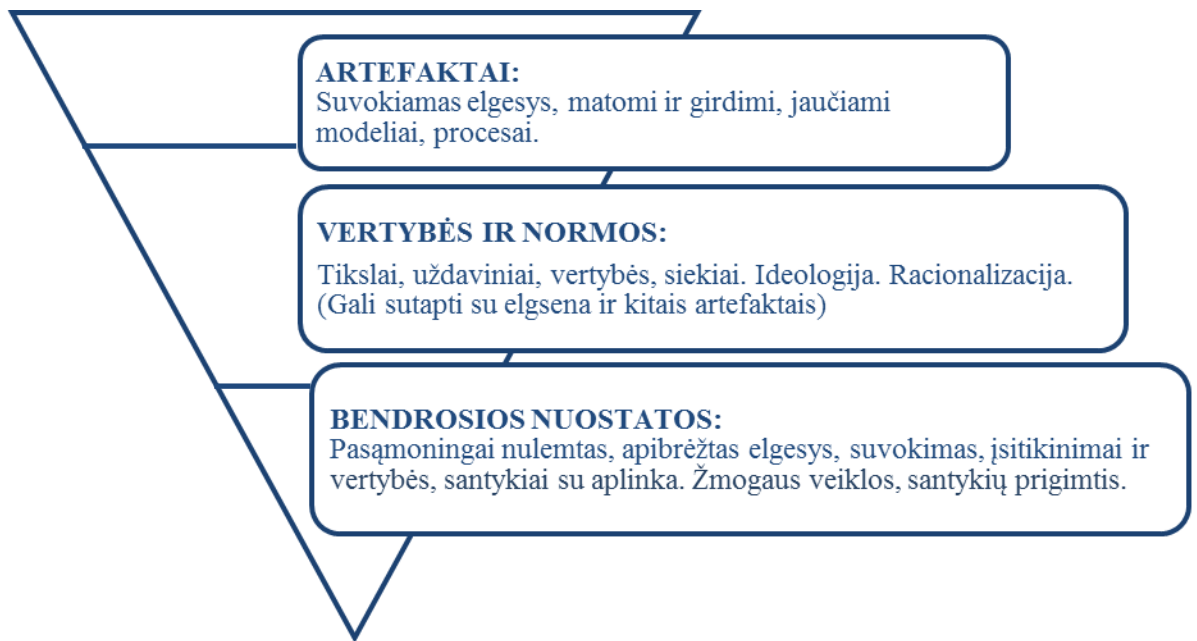 ARTEFAKTAI:
Suvokiamas elgesys, matomi ir girdimi, jaučiami
modeliai, procesai.
VERTYBĖS IR NORMOS:
Tikslai, uždaviniai, vertybės, siekiai. Ideologija. Racionalizacija.
(Gali sutapti su elgsena ir kitais artefaktais)
BENDROSIOS NUOSTATOS:
Pasąmoningai nulemtas, apibrėžtas elgesys, suvokimas, įsitikinimai ir
vertybės, santykiai su aplinka. Žmogaus veiklos, santykių prigimtis.